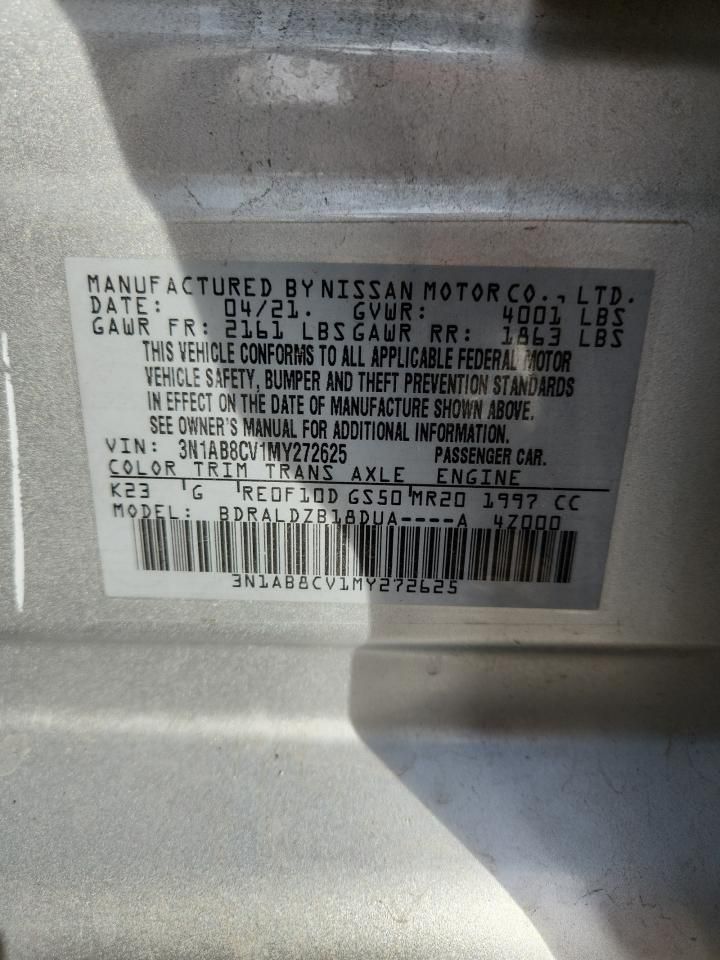 MANUFACTURED BY NISSAN MOTOR CO., LTD.
DATE: 04/21. GVWR: 4001 LBS
GAWR FR: 2161 LBS GAWR RR: 1863 LBS
THIS VEHICLE CONFORMS TO ALL APPLICABLE FEDERAL MOTOR
VEHICLE SAFETY, BUMPER AND THEFT PREVENTION STANDARDS
IN EFFECT ON THE DATE OF MANUFACTURE SHOWN ABOVE.
SEE OWNER'S MANUAL FOR ADDITIONAL INFORMATION.
VIN: 3N1AB8CV1MY272625 PASSENGER CAR.
COLOR TRIM TRANS AXLE ENGINE
K23 G RE0F10D GS50 MR20 1997 CC
MODEL: BDRALDZB18DUA----A 4Z000
3N1AB8CV1MY272625